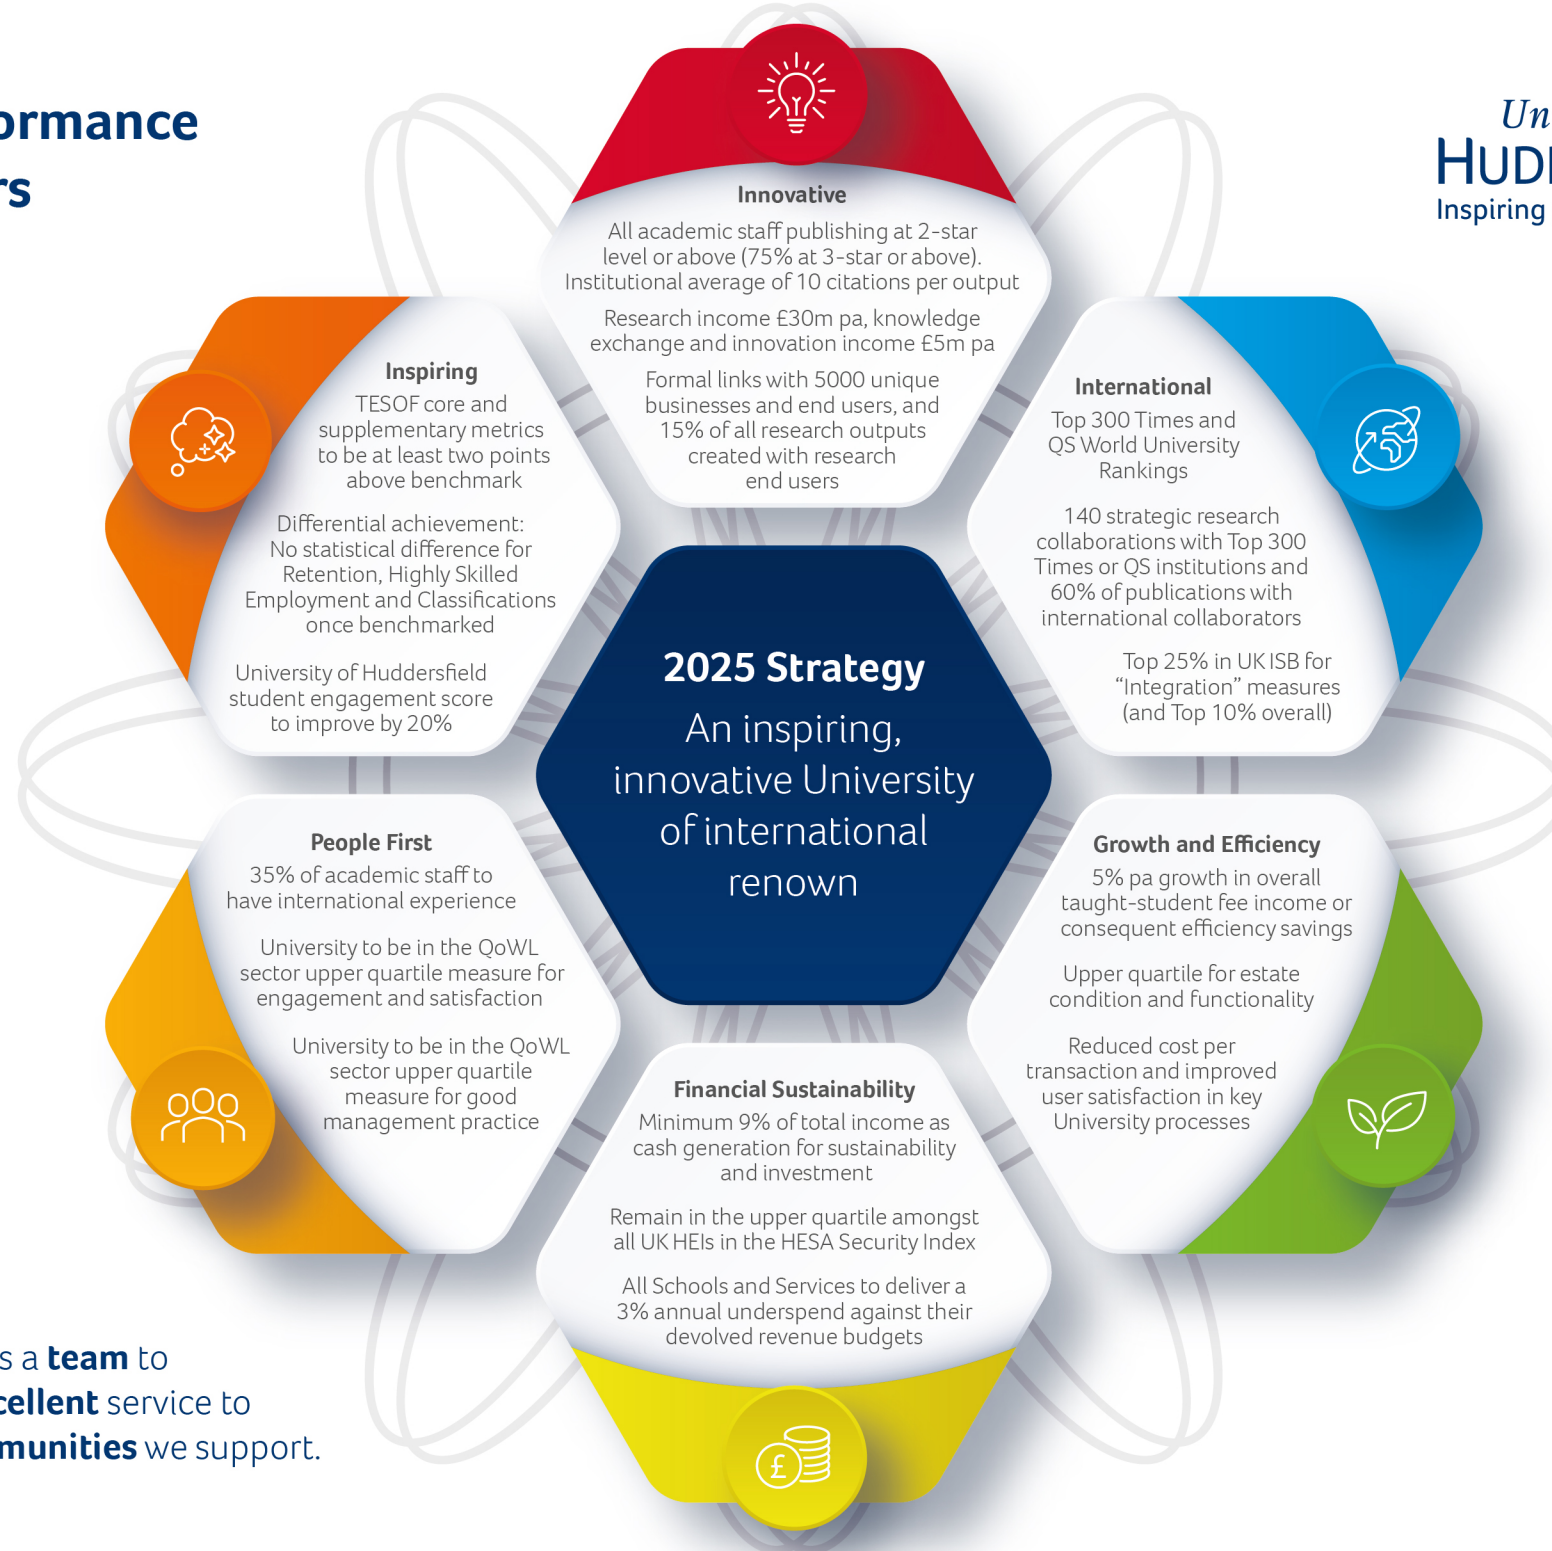 ormance
rs
Un
HUD
Inspiring
Innovative
All academic staff publishing at 2-star
level or above (75% at 3-star or above).
Institutional average of 10 citations per output
Research income £30m pa, knowledge
exchange and innovation income £5m pa
Formal links with 5000 unique
businesses and end users, and
15% of all research outputs
created with research
end users
Inspiring
TESOF core and
supplementary metrics
to be at least two points
above benchmark
Differential achievement:
No statistical difference for
Retention, Highly Skilled
Employment and Classifications
once benchmarked
University of Huddersfield
student engagement score
to improve by 20%
International
Top 300 Times and
QS World University
Rankings
140 strategic research
collaborations with Top 300
Times or QS institutions and
60% of publications with
international collaborators
Top 25% in UK ISB for
“Integration” measures
(and Top 10% overall)
2025 Strategy
An inspiring,
innovative University
of international
renown
People First
35% of academic staff to
have international experience
University to be in the QoWL
sector upper quartile measure for
engagement and satisfaction
University to be in the QoWL
sector upper quartile
measure for good
management practice
Growth and Efficiency
5% pa growth in overall
taught-student fee income or
consequent efficiency savings
Upper quartile for estate
condition and functionality
Reduced cost per
transaction and improved
user satisfaction in key
University processes
Financial Sustainability
Minimum 9% of total income as
cash generation for sustainability
and investment
Remain in the upper quartile amongst
all UK HEIs in the HESA Security Index
All Schools and Services to deliver a
3% annual underspend against their
devolved revenue budgets
£
s a team to
cellent service to
munities we support.